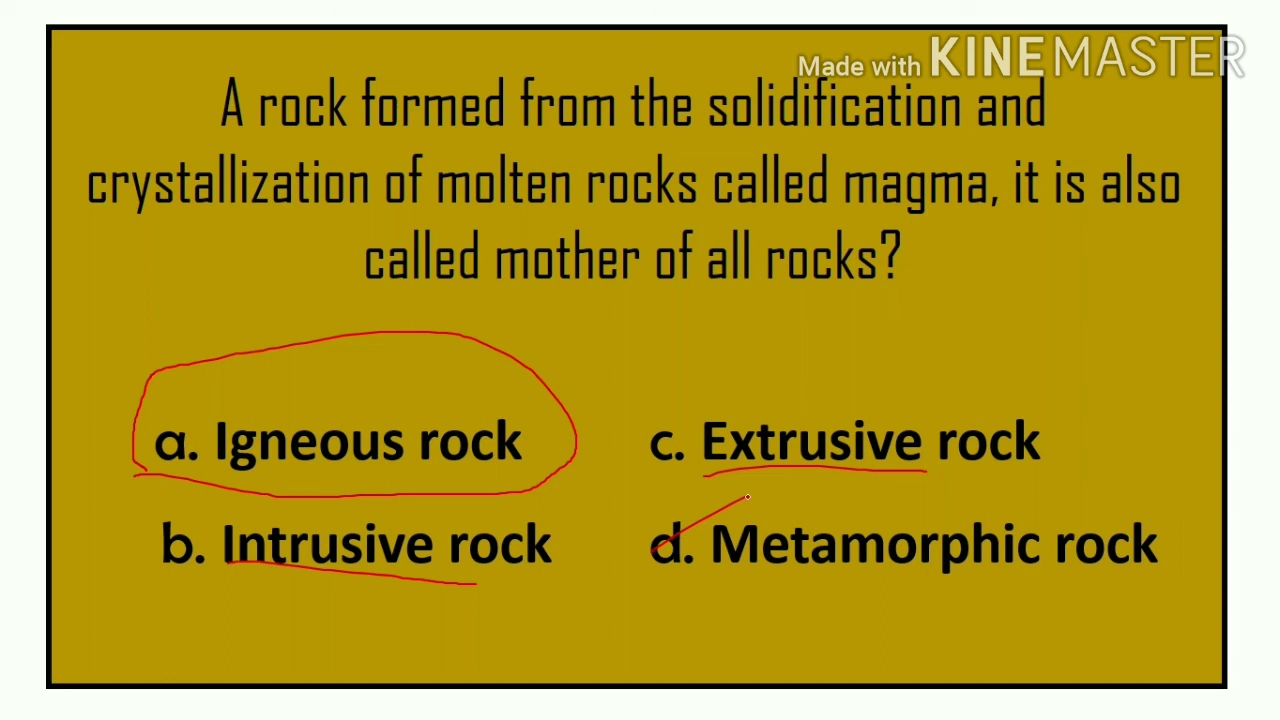 Made with KINEMASTER
A rock formed from the solidification and
crystallization of molten rocks called magma, it is also
called mother of all rocks?
a. Igneous rock
c. Extrusive rock
b. Intrusive rock
d. Metamorphic rock